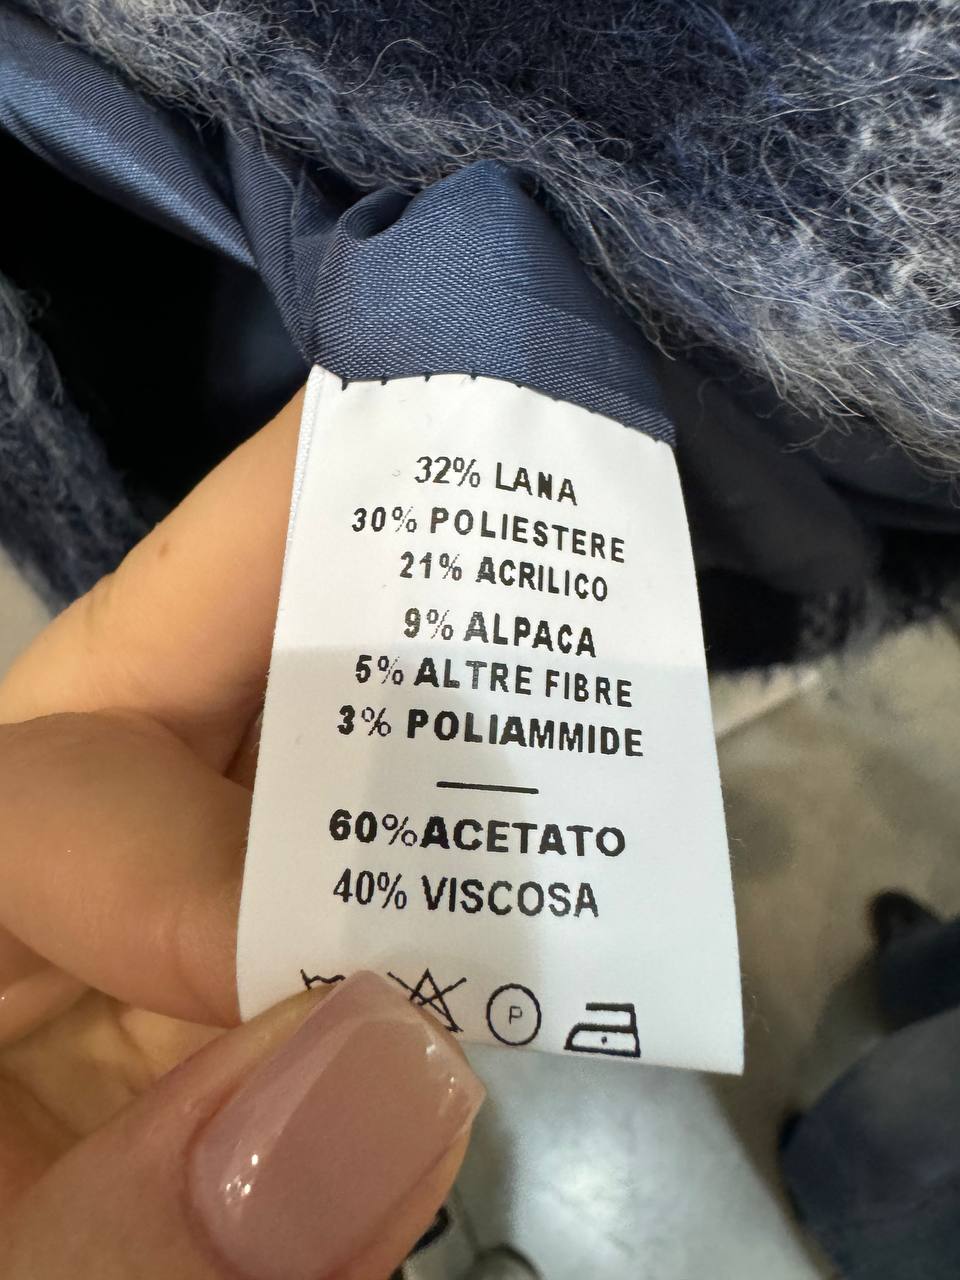 32% LANA
30% POLIESTERE
21% ACRILICO
9% ALPACA
5% ALTRE FIBRE
3% POLIAMMIDE
60%ACETATO
40% VISCOSA
P